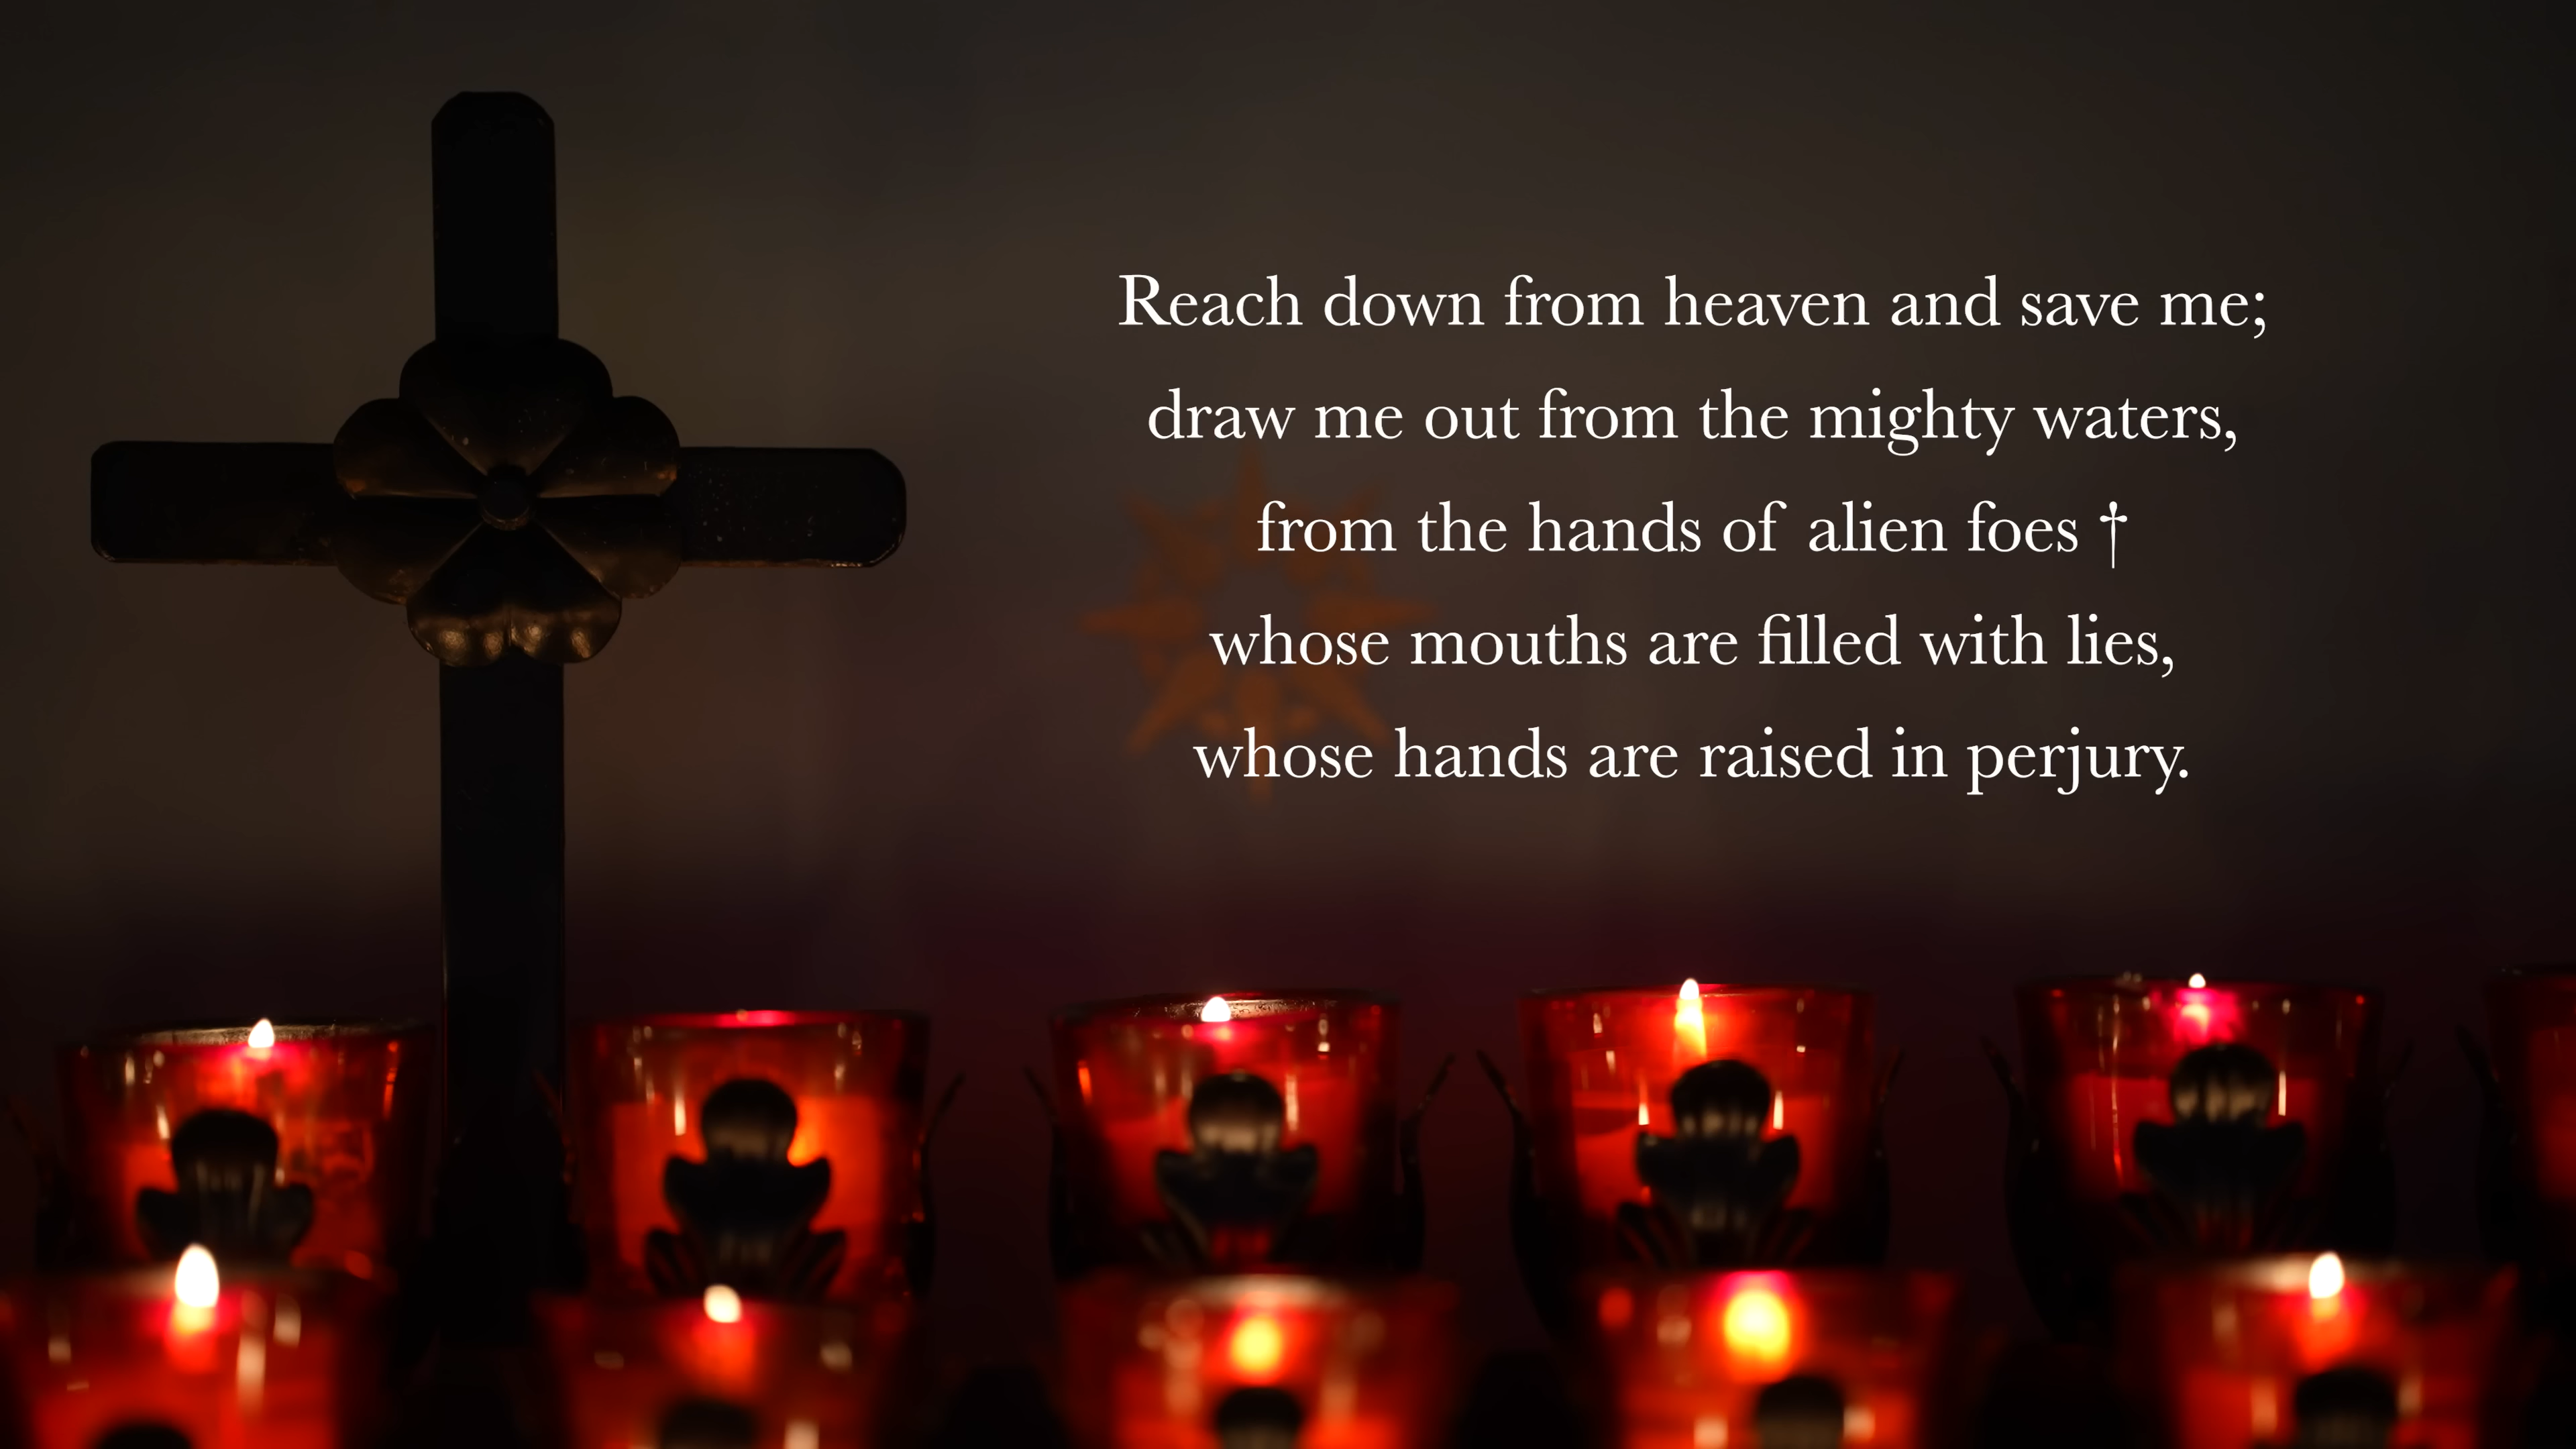 Reach down from heaven and save me;
draw me out from the mighty waters,
from the hands of alien foes †
whose mouths are filled with lies,
whose hands are raised in perjury.